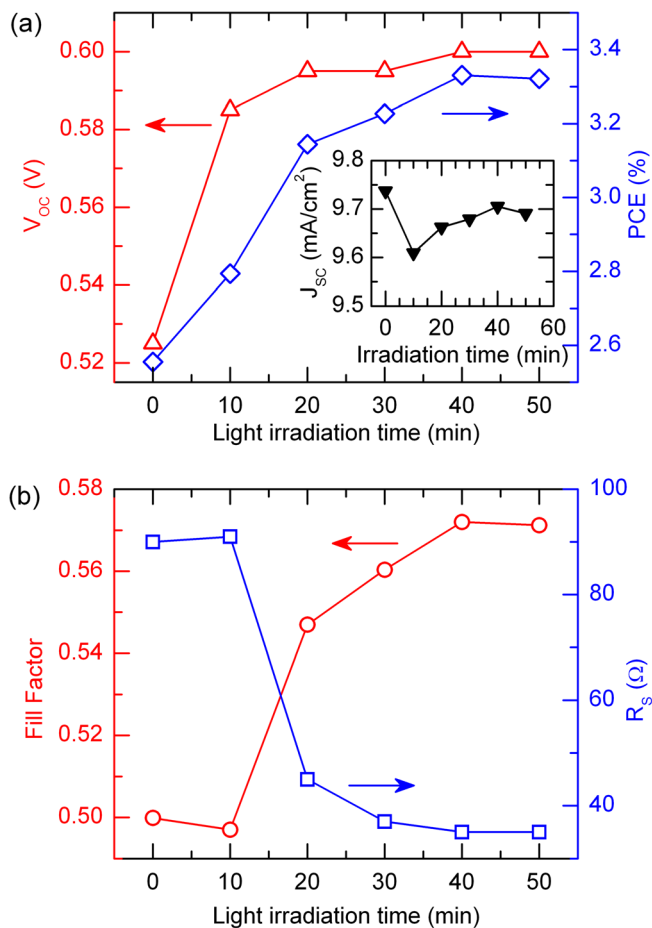 (a)
0.60
0.58
0.56
0.54
0.52
V_OC (V)
3.4
3.2
3.0
2.8
2.6
PCE (%)
9.8
9.7
9.6
9.5
J_SC (mA/cm²)
0 20 40 60
Irradiation time (min)
0 10 20 30 40 50
Light irradiation time (min)
(b)
0.58
0.56
0.54
0.52
0.50
Fill Factor
100
80
60
40
R_S (Ω)
0 10 20 30 40 50
Light irradiation time (min)